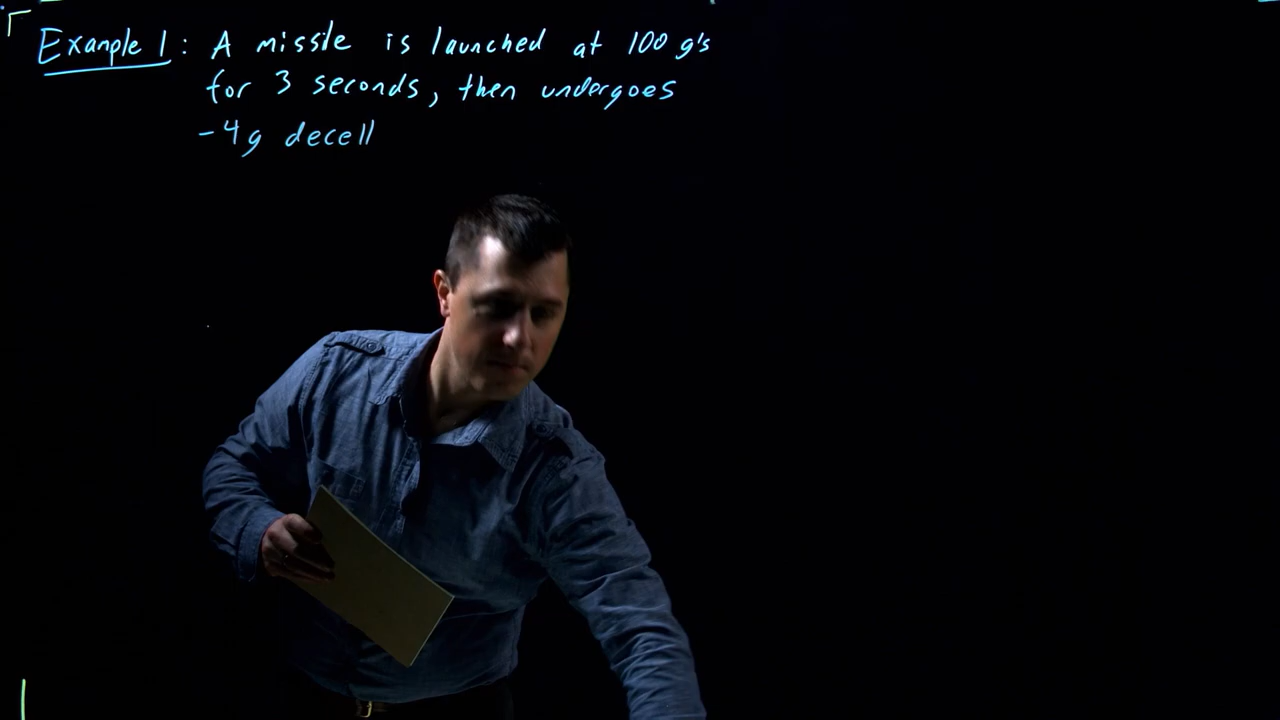 Example 1: A missile is launched at 100 g's
for 3 seconds, then undergoes
-4g decell